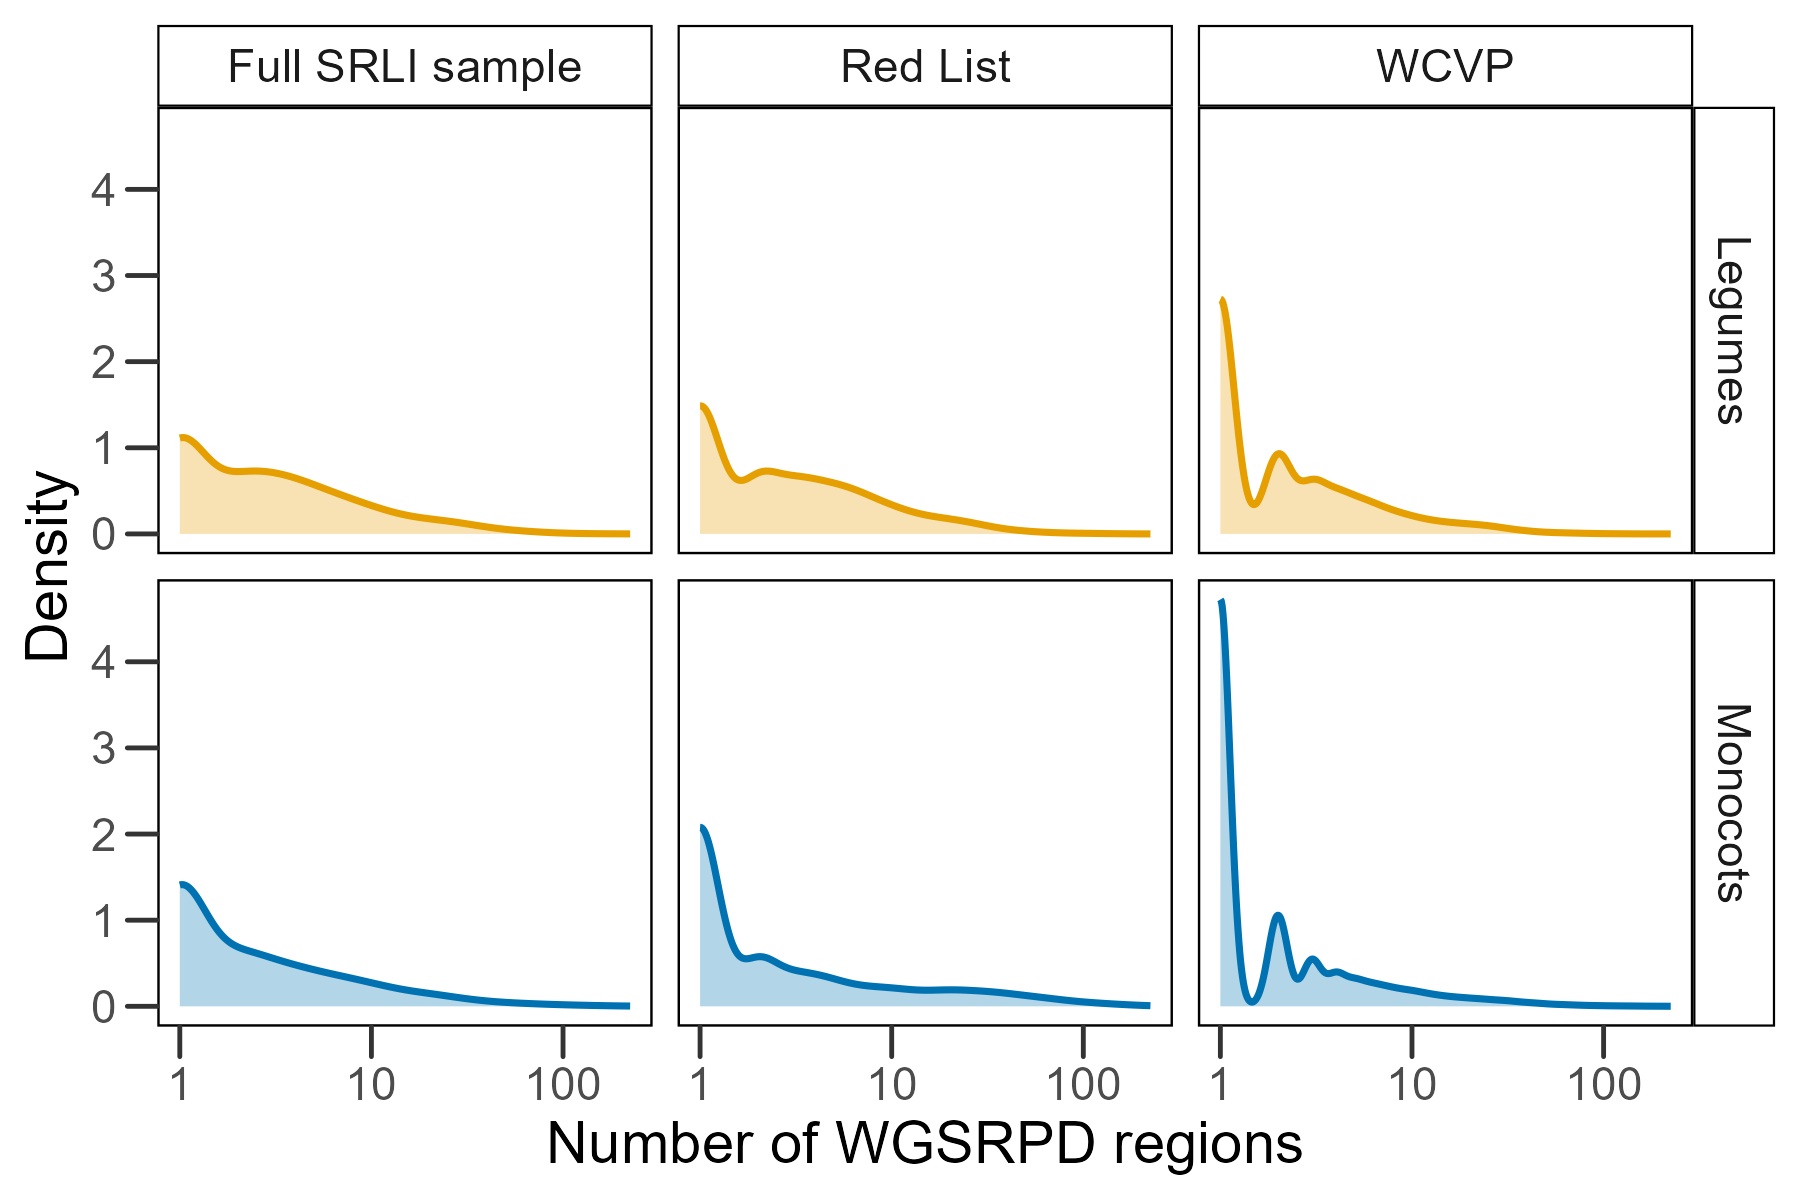 Full SRLI sample
Red List
WCVP
Legumes
4
3
2
1
0
Monocots
4
3
2
1
0
Density
1 10 100
1 10 100
1 10 100
Number of WGSRPD regions